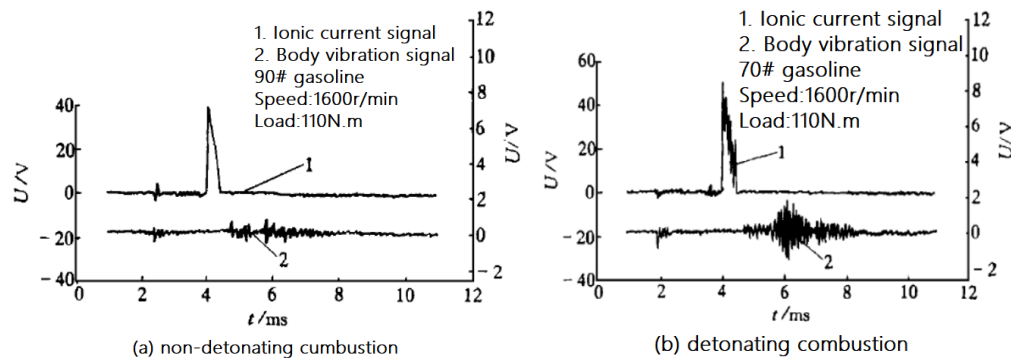 1. Ionic current signal
2. Body vibration signal
90# gasoline
Speed:1600r/min
Load:110N.m
U/V
40
20
0
-20
-40
0
2
4
6
8
10
12
t/ms
1
2
12
10
8
6
4
2
0
-2
U/V
(a) non-detonating cumbustion
1. Ionic current signal
2. Body vibration signal
70# gasoline
Speed:1600r/min
Load:110N.m
U/V
60
40
20
0
-20
-40
0
2
4
6
8
10
12
t/ms
1
2
12
10
8
6
4
2
0
-2
U/V
(b) detonating combustion